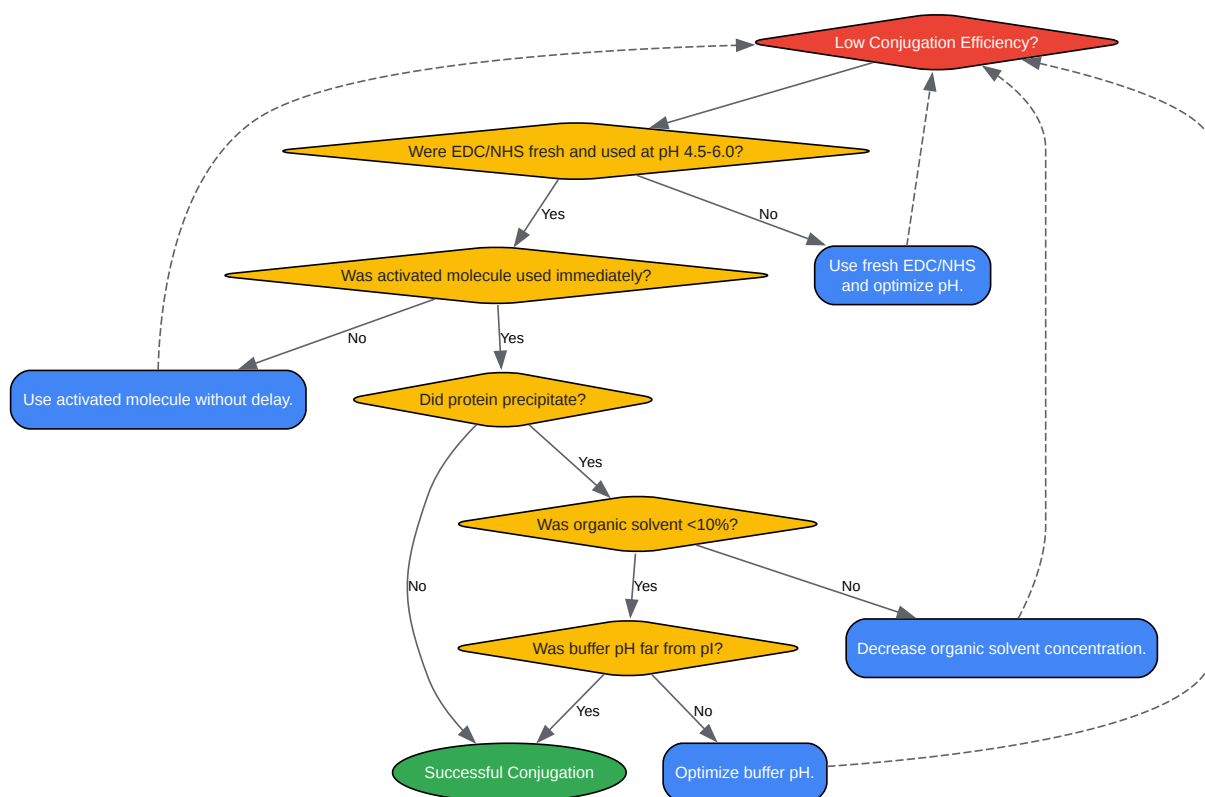 Low Conjugation Efficiency?
Were EDC/NHS fresh and used at pH 4.5-6.0?
Yes
No
Use fresh EDC/NHS
and optimize pH.
Was activated molecule used immediately?
No
Yes
Use activated molecule without delay.
Did protein precipitate?
Yes
Was organic solvent <10%?
No
Yes
No
Decrease organic solvent concentration.
Was buffer pH far from pI?
Yes
No
Successful Conjugation
Optimize buffer pH.